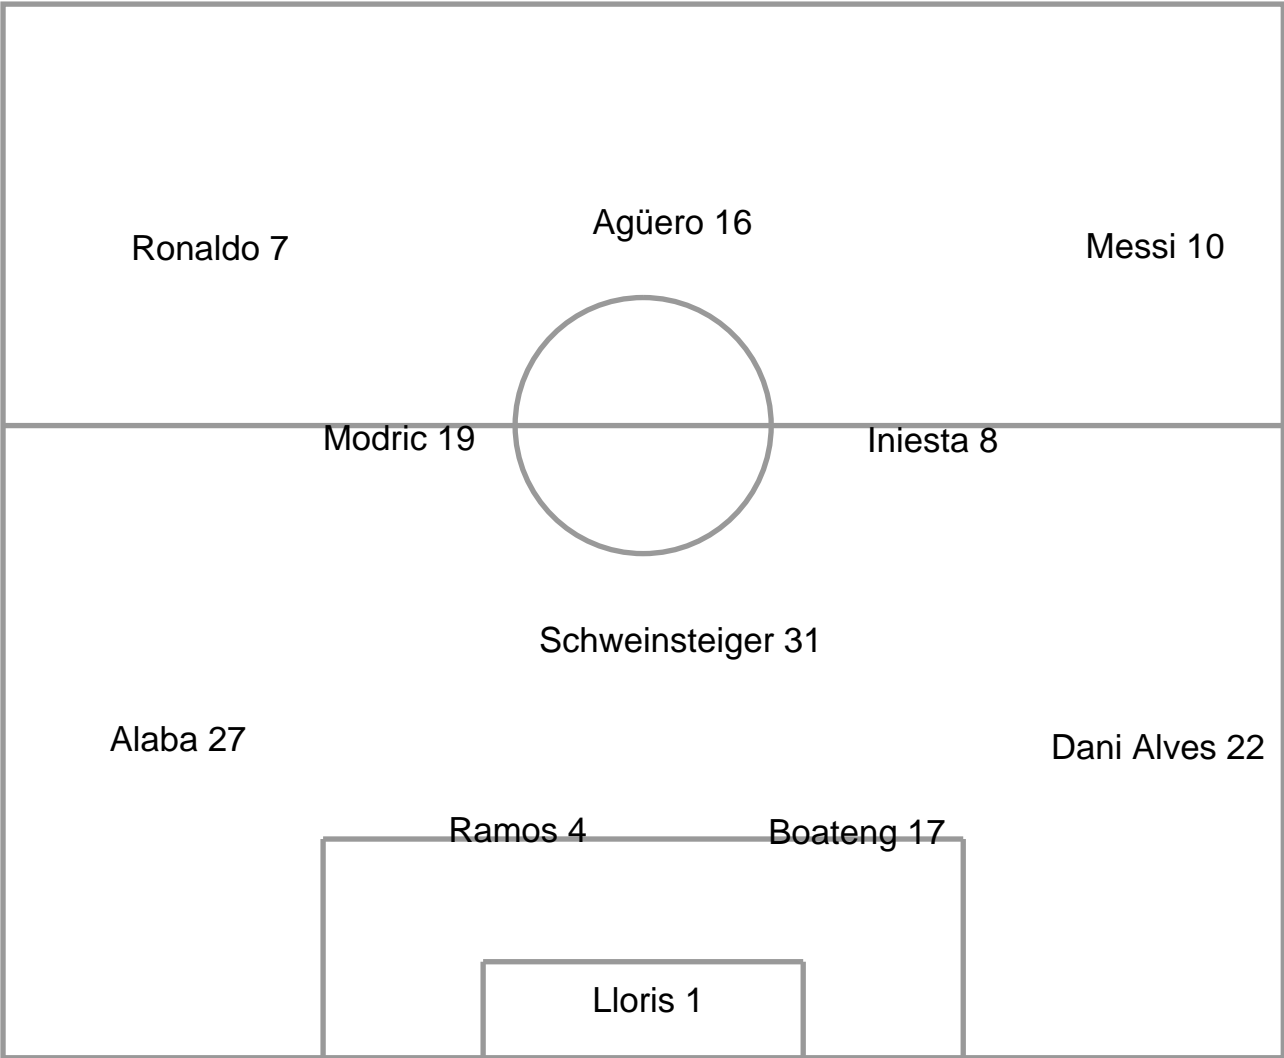 Agüero 16
Ronaldo 7
Messi 10
Modric 19
Iniesta 8
Schweinsteiger 31
Alaba 27
Dani Alves 22
Ramos 4
Boateng 17
Lloris 1